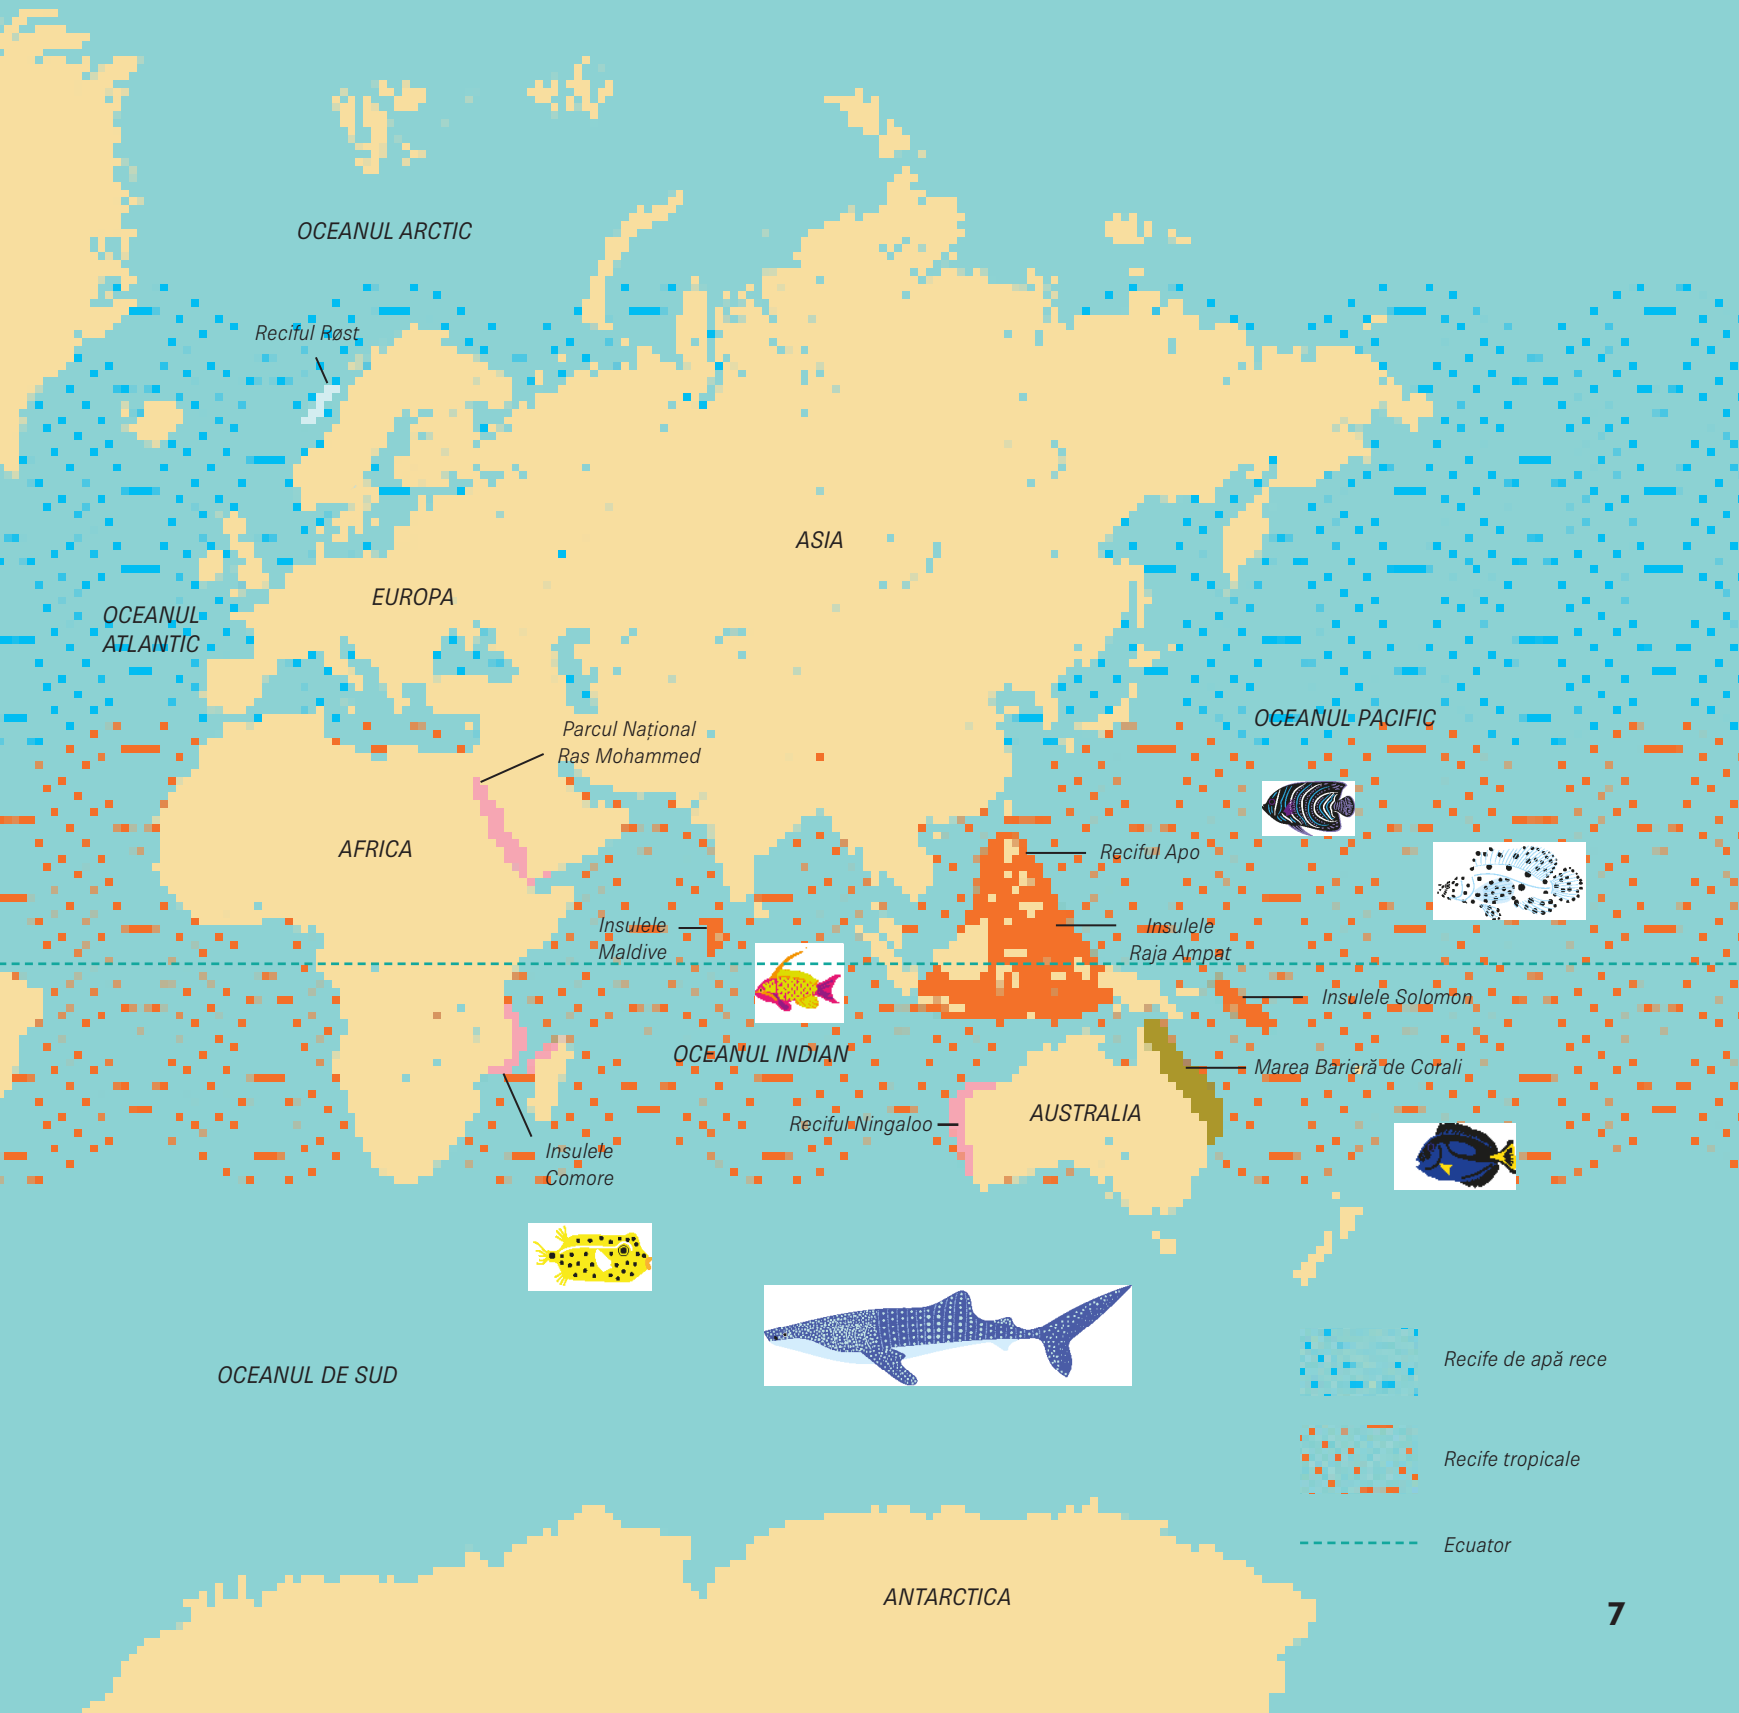 OCEANUL ARCTIC
Reciful Røst
ASIA
EUROPA
OCEANUL
ATLANTIC
OCEANUL PACIFIC
Parcul Național
Ras Mohammed
AFRICA
Reciful Apo
Insulele
Maldive
Insulele
Raja Ampat
Insulele Solomon
OCEANUL INDIAN
Marea Barieră de Corali
AUSTRALIA
Reciful Ningaloo
Insulele
Comore
OCEANUL DE SUD
Recife de apă rece
Recife tropicale
Ecuator
ANTARCTICA
7